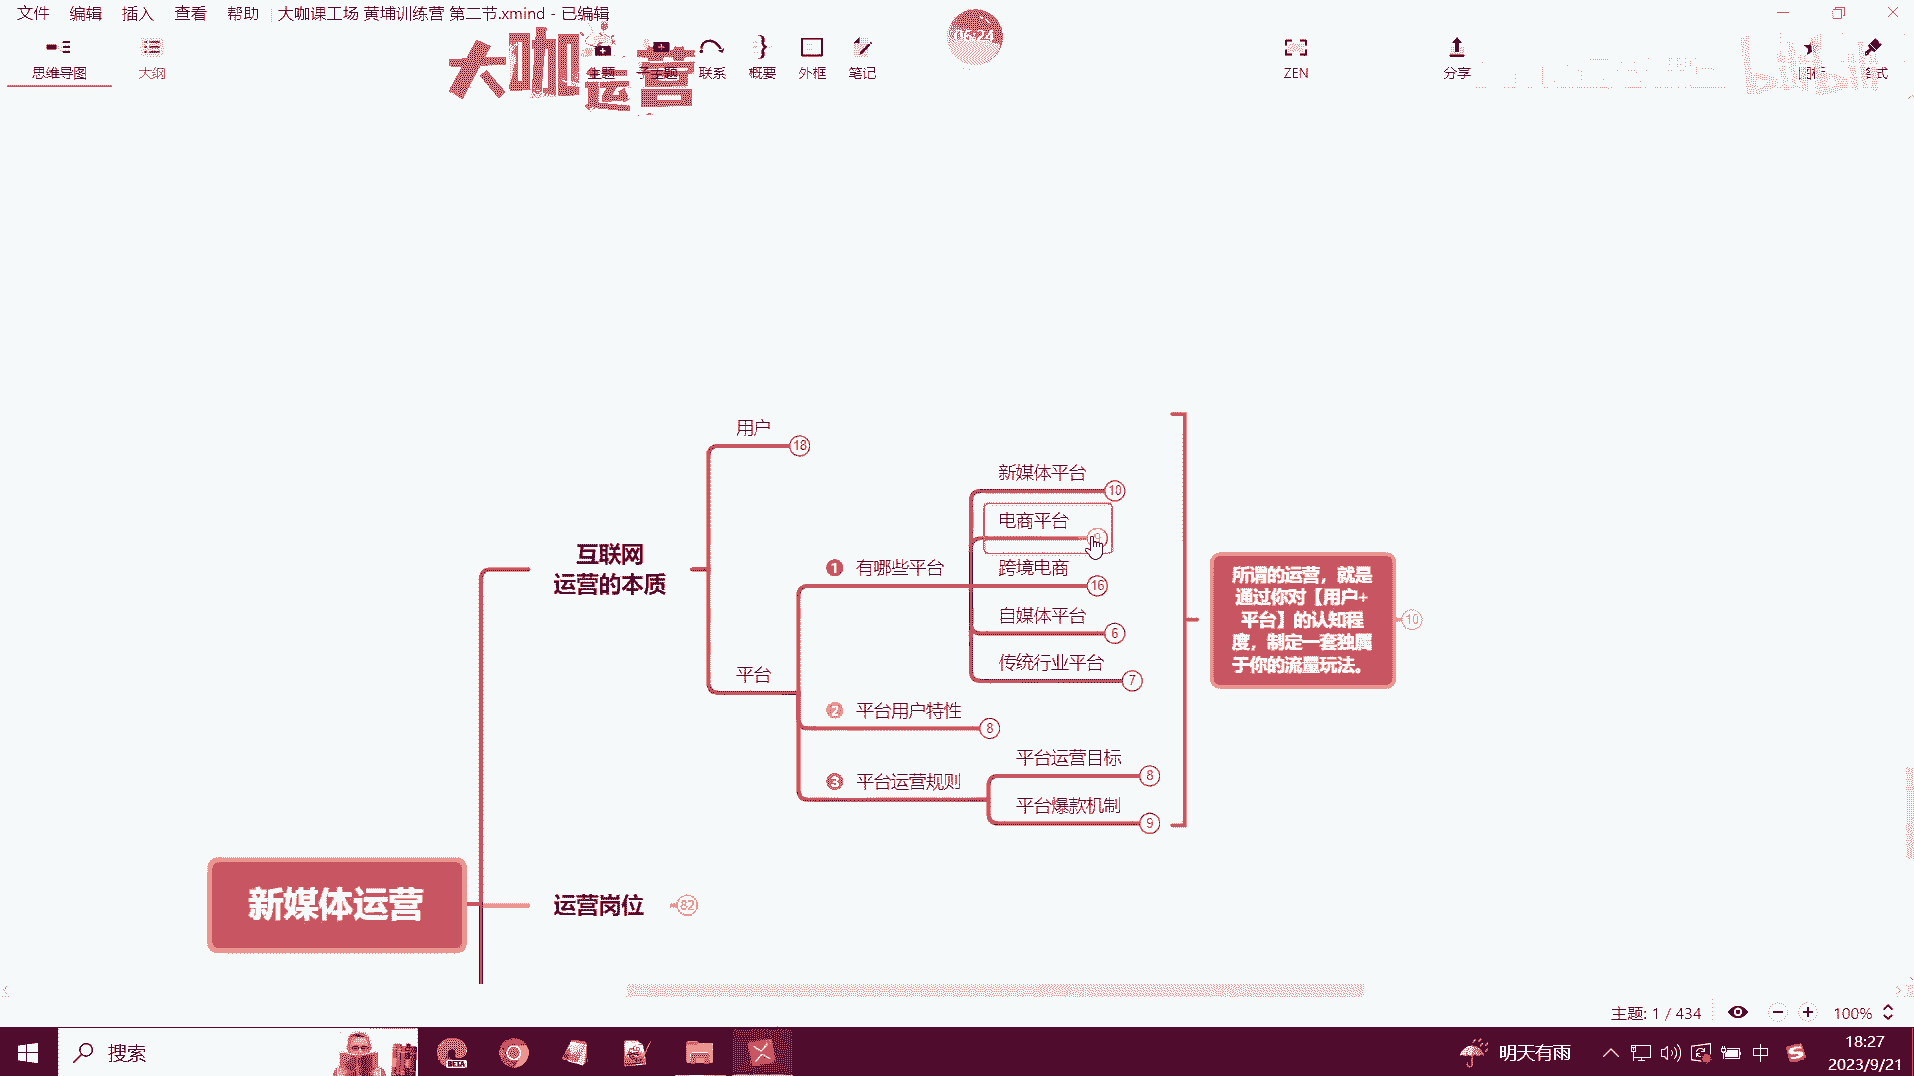 文件 编辑 插入 查看 帮助 大咖课工场 黄埔训练营 第二节.xmind - 已编辑
思维导图 大纲 主题 子主题 联系 概要 外框 笔记 ZEN 分享
大咖运营
06:24
bilibili
用户 18
新媒体平台 10
电商平台
互联网
运营的本质
1 有哪些平台
跨境电商 16
自媒体平台 6
传统行业平台 7
平台
2 平台用户特性 8
3 平台运营规则
平台运营目标 8
平台爆款机制 9
所谓的运营，就是
通过你对【用户+
平台】的认知程
度，制定一套独属
于你的流量玩法。
10
新媒体运营
运营岗位 82
主题: 1 / 434 100%
搜索
BETA
明天有雨
中
18:27
2023/9/21